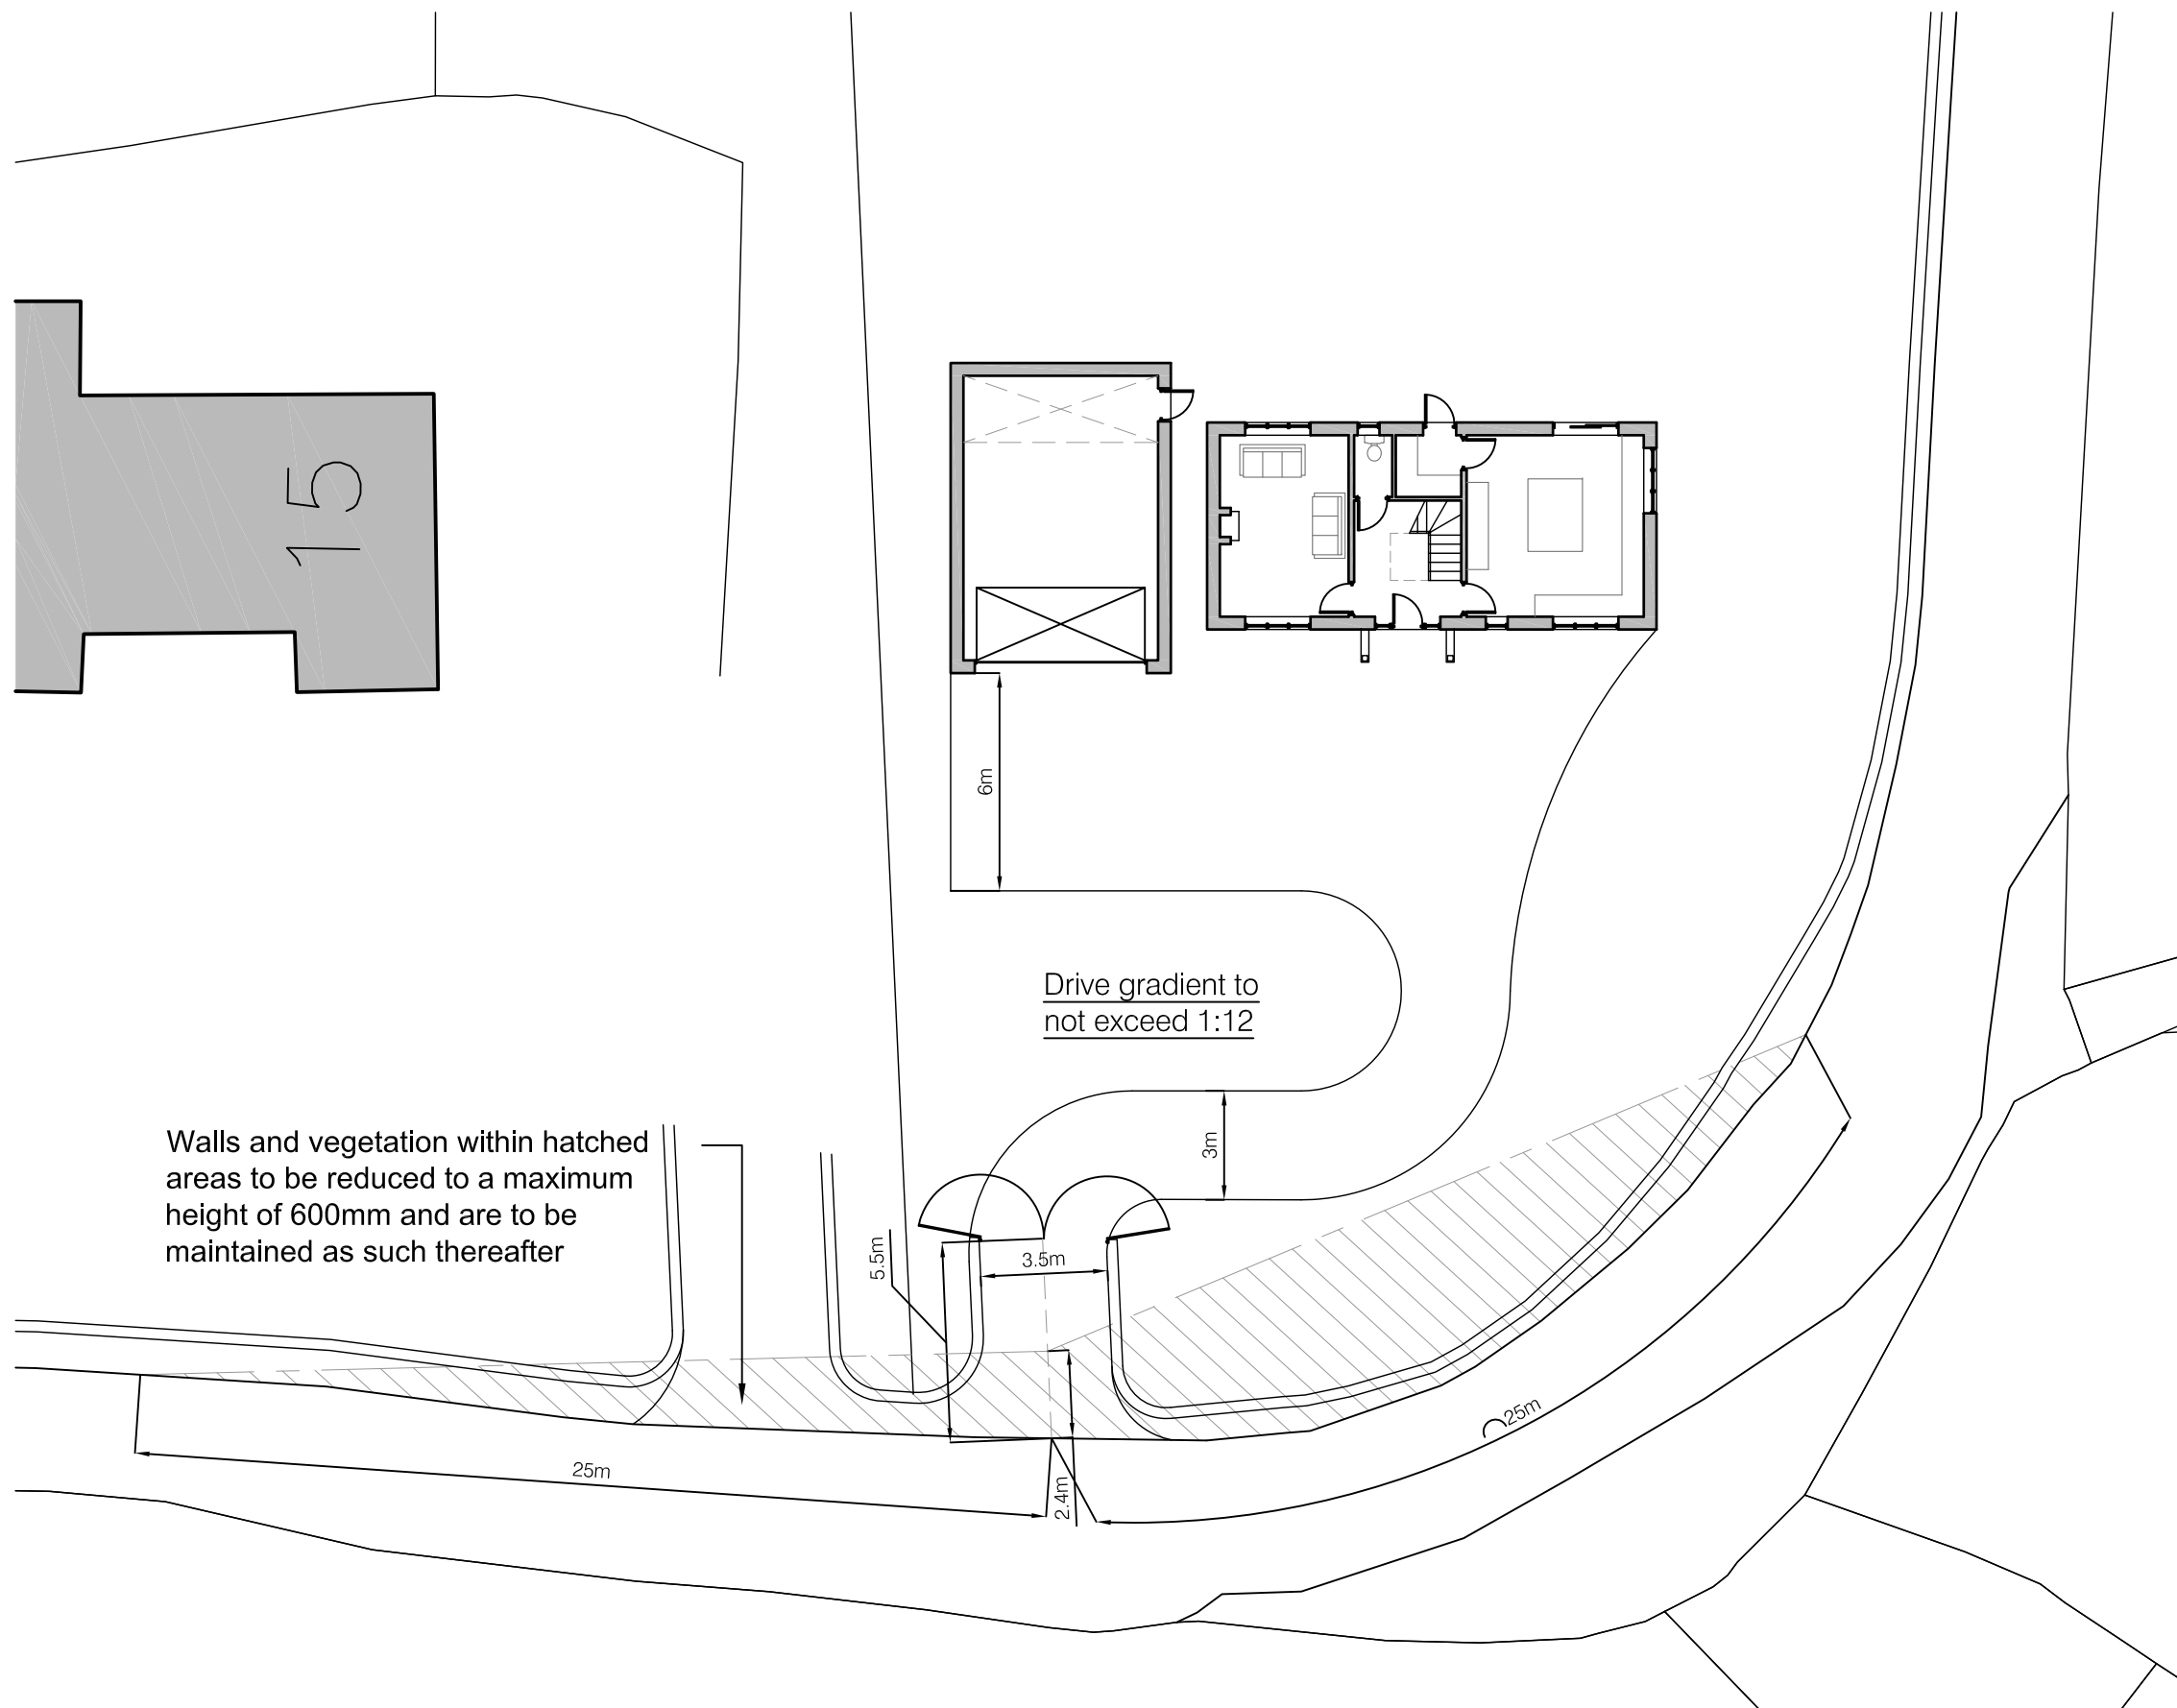 15
6m
Drive gradient to
not exceed 1:12
Walls and vegetation within hatched
areas to be reduced to a maximum
height of 600mm and are to be
maintained as such thereafter
3m
5.5m
3.5m
25m
25m
2.4m